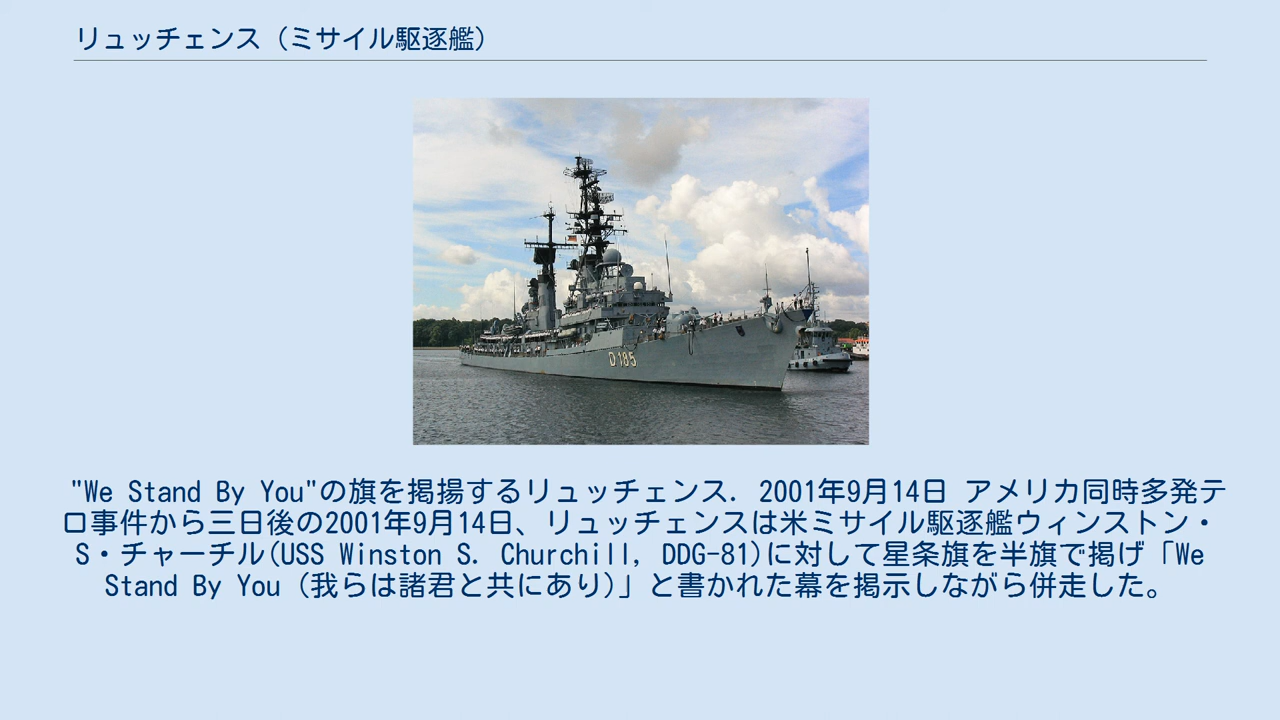 リュッチェンス（ミサイル駆逐艦）
D 185
"We Stand By You"の旗を掲揚するリュッチェンス. 2001年9月14日 アメリカ同時多発テ
ロ事件から三日後の2001年9月14日、リュッチェンスは米ミサイル駆逐艦ウィンストン・
S・チャーチル(USS Winston S. Churchill, DDG-81)に対して星条旗を半旗で掲げ「We
Stand By You (我らは諸君と共にあり)」と書かれた幕を掲示しながら併走した。